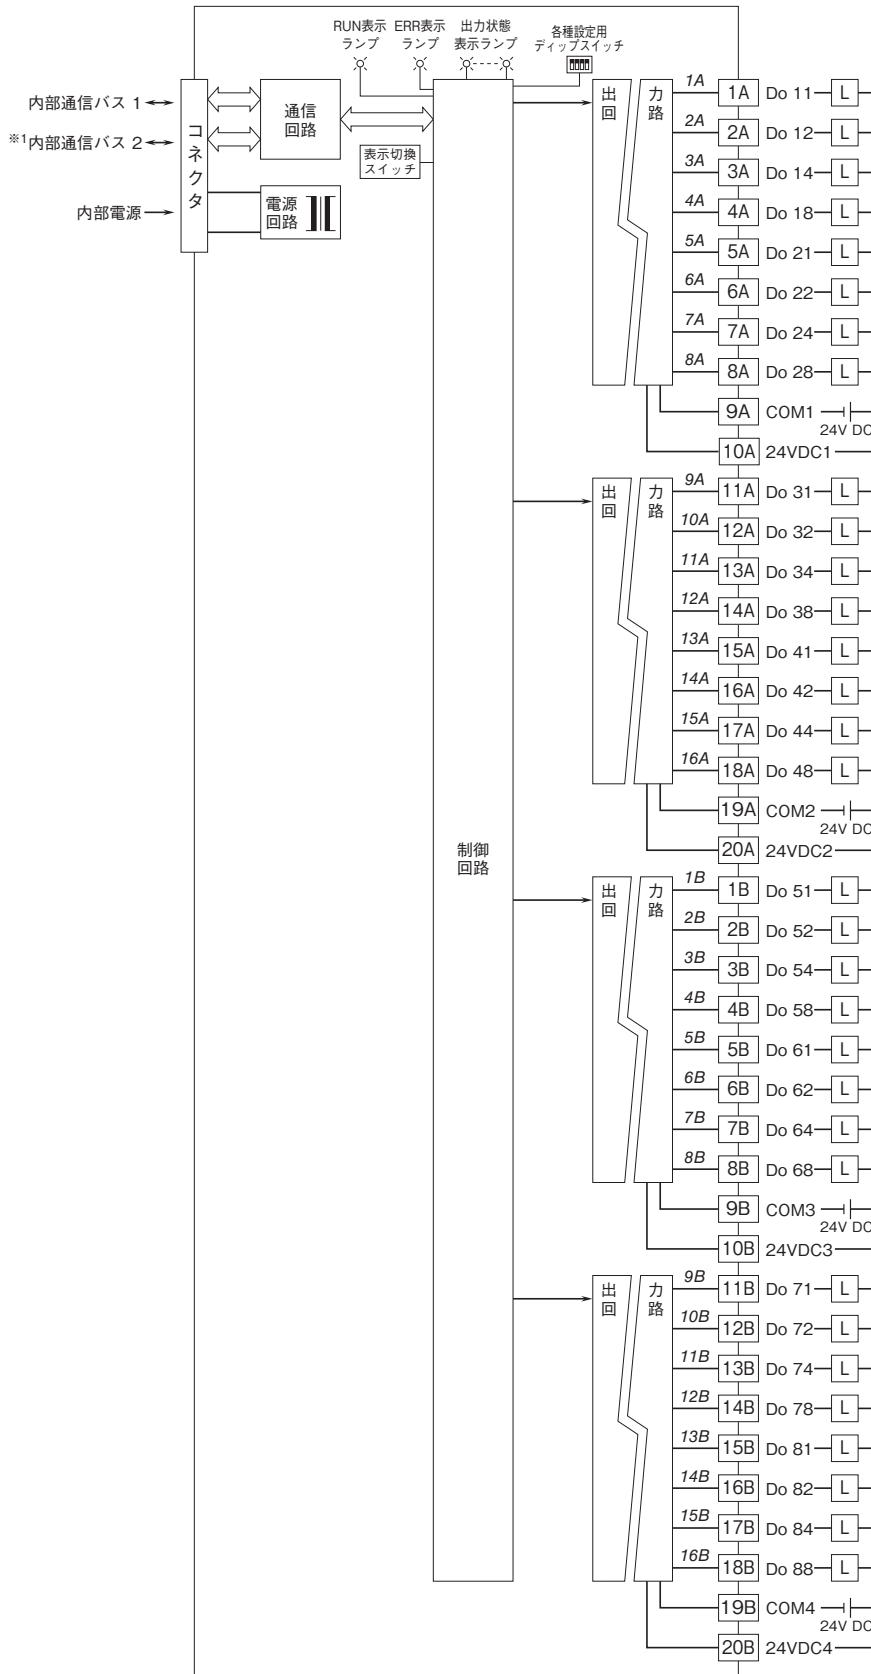 RUN表示
ランプ
ERR表示
ランプ
出力状態
表示ランプ
各種設定用
ディップスイッチ
内部通信バス 1
※1内部通信バス 2
内部電源
コネクタ
通信
回路
電源
回路
表示切換
スイッチ
制御
回路
出 力
回 路
1A 1A Do 11 L
2A 2A Do 12 L
3A 3A Do 14 L
4A 4A Do 18 L
5A 5A Do 21 L
6A 6A Do 22 L
7A 7A Do 24 L
8A 8A Do 28 L
9A COM1
24V DC
10A 24VDC1
出 力
回 路
9A 11A Do 31 L
10A 12A Do 32 L
11A 13A Do 34 L
12A 14A Do 38 L
13A 15A Do 41 L
14A 16A Do 42 L
15A 17A Do 44 L
16A 18A Do 48 L
19A COM2
24V DC
20A 24VDC2
出 力
回 路
1B 1B Do 51 L
2B 2B Do 52 L
3B 3B Do 54 L
4B 4B Do 58 L
5B 5B Do 61 L
6B 6B Do 62 L
7B 7B Do 64 L
8B 8B Do 68 L
9B COM3
24V DC
10B 24VDC3
出 力
回 路
9B 11B Do 71 L
10B 12B Do 72 L
11B 13B Do 74 L
12B 14B Do 78 L
13B 15B Do 81 L
14B 16B Do 82 L
15B 17B Do 84 L
16B 18B Do 88 L
19B COM4
24V DC
20B 24VDC4